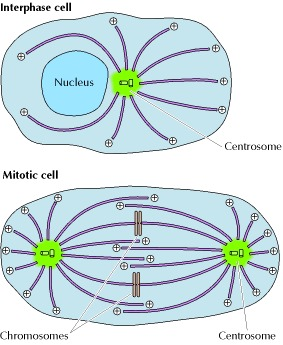 Interphase cell
Nucleus
Centrosome
Mitotic cell
Chromosomes
Centrosome